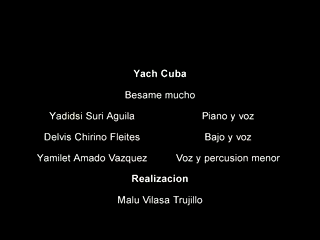 Yach Cuba
Besame mucho
Yadidsi Suri Aguila Piano y voz
Delvis Chirino Fleites Bajo y voz
Yamilet Amado Vazquez Voz y percusion menor
Realizacion
Malu Vilasa Trujillo